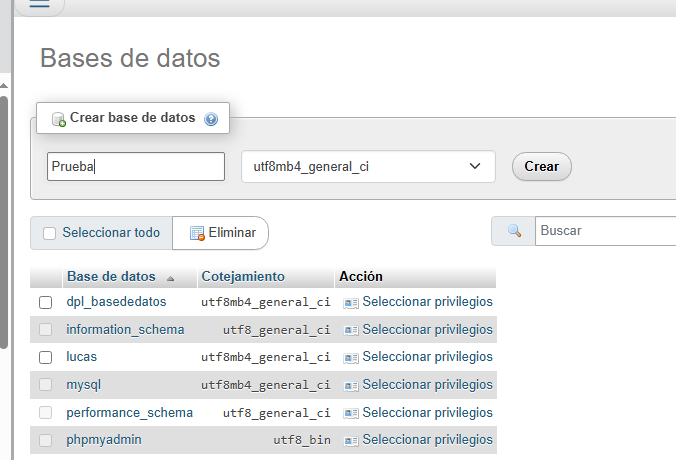 Bases de datos
Crear base de datos
Prueba utf8mb4_general_ci Crear
Seleccionar todo Eliminar Buscar
Base de datos Cotejamiento Acción
dpl_basededatos utf8mb4_general_ci Seleccionar privilegios
information_schema utf8_general_ci Seleccionar privilegios
lucas utf8mb4_general_ci Seleccionar privilegios
mysql utf8mb4_general_ci Seleccionar privilegios
performance_schema utf8_general_ci Seleccionar privilegios
phpmyadmin utf8_bin Seleccionar privilegios